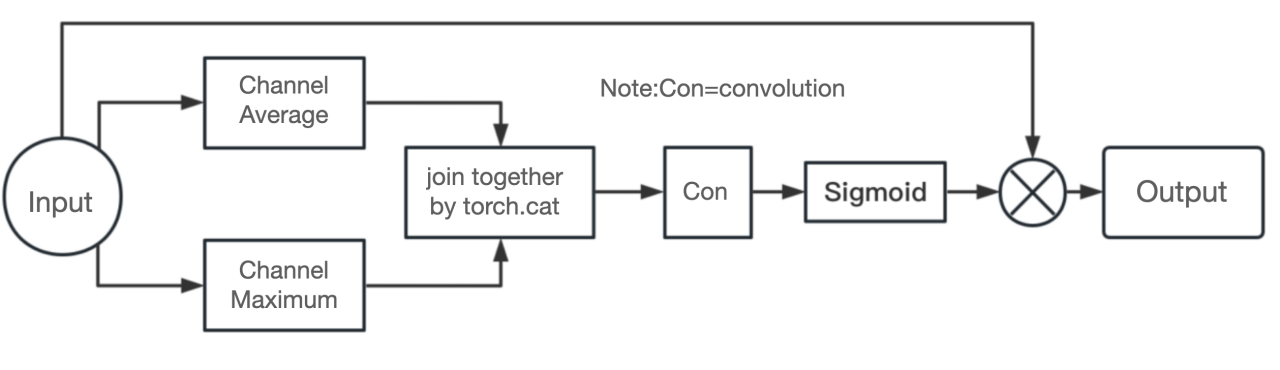 Channel
Average
Note:Con=convolution
Input
join together
by torch.cat
Con
Sigmoid
Output
Channel
Maximum